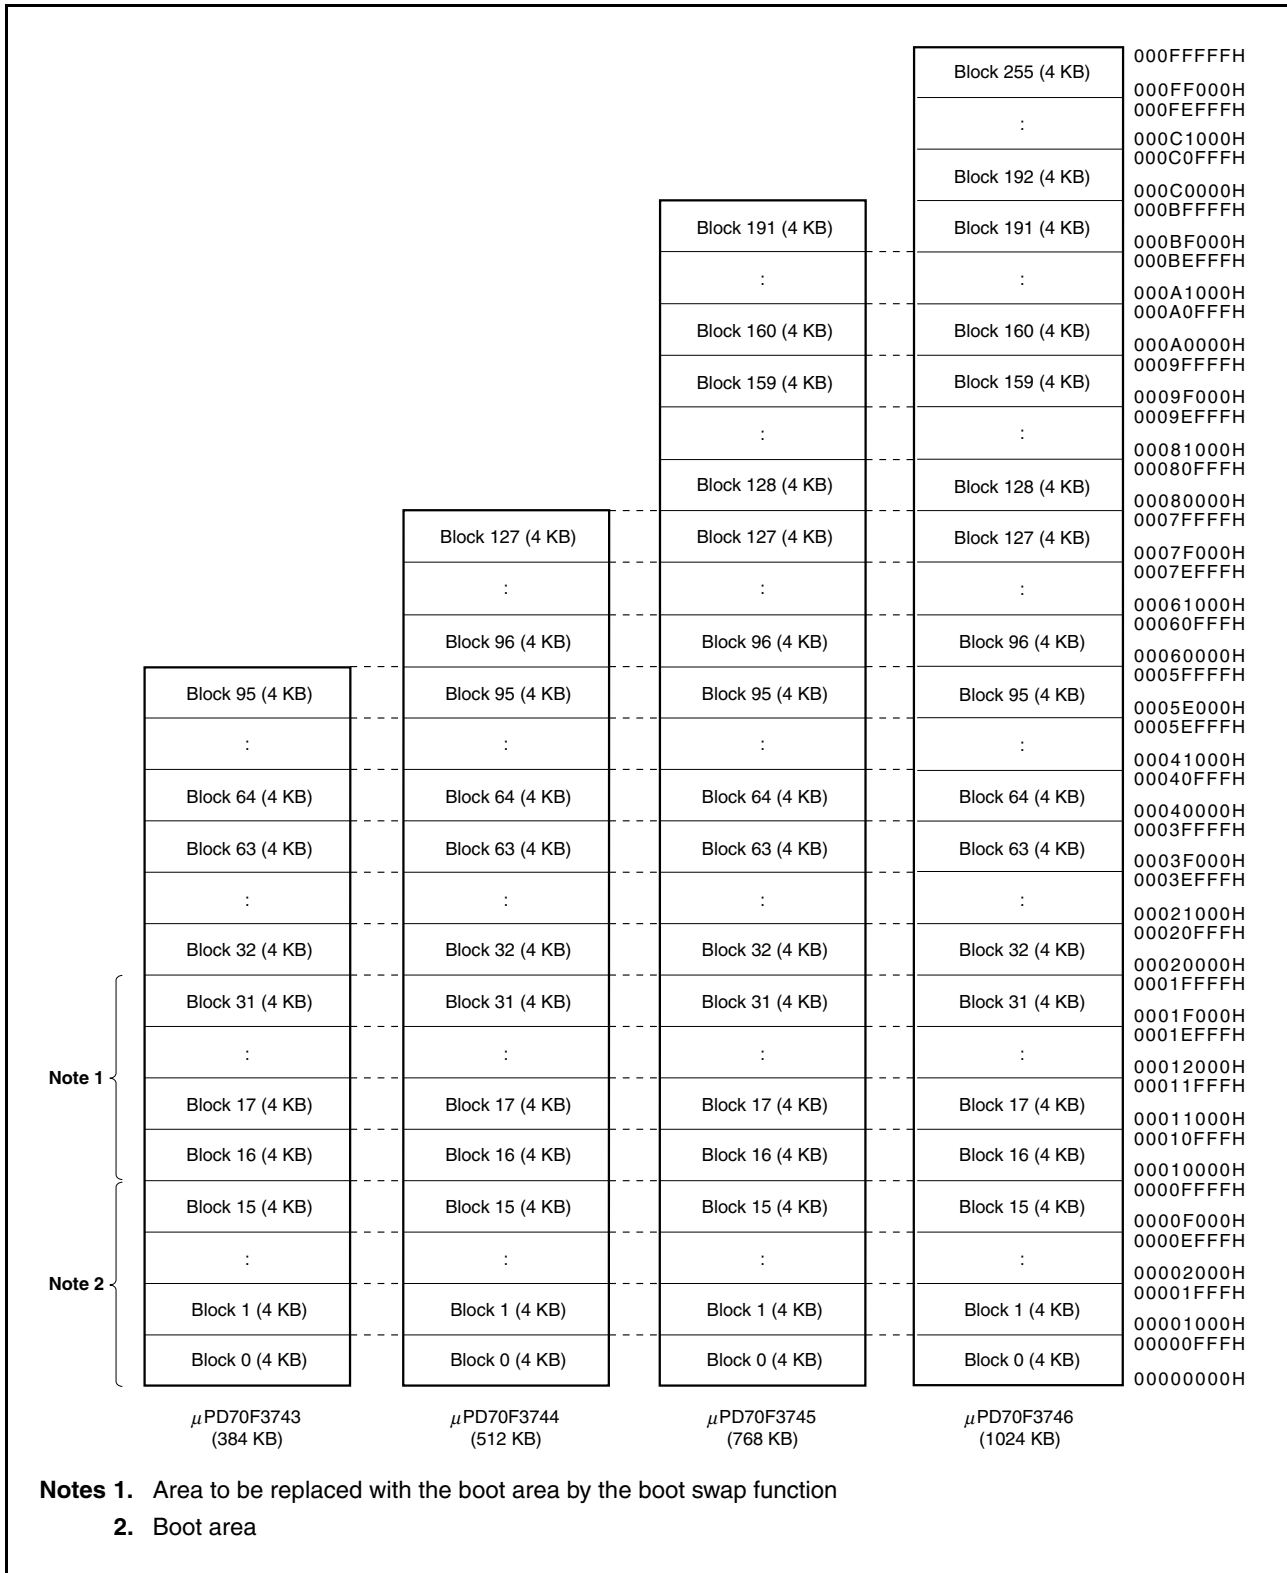 Block 255 (4 KB) 000FFFFFH
000FF000H
000FEFFFH
:
000C1000H
000C0FFFH
Block 192 (4 KB)
000C0000H
000BFFFFH
Block 191 (4 KB) Block 191 (4 KB)
000BF000H
000BEFFFH
: :
000A1000H
000A0FFFH
Block 160 (4 KB) Block 160 (4 KB)
000A0000H
0009FFFFH
Block 159 (4 KB) Block 159 (4 KB)
0009F000H
0009EFFFH
: :
00081000H
00080FFFH
Block 128 (4 KB) Block 128 (4 KB)
00080000H
0007FFFFH
Block 127 (4 KB) Block 127 (4 KB) Block 127 (4 KB)
0007F000H
0007EFFFH
: : :
00061000H
00060FFFH
Block 96 (4 KB) Block 96 (4 KB) Block 96 (4 KB)
00060000H
0005FFFFH
Block 95 (4 KB) Block 95 (4 KB) Block 95 (4 KB) Block 95 (4 KB)
0005E000H
0005EFFFH
: : : :
00041000H
00040FFFH
Block 64 (4 KB) Block 64 (4 KB) Block 64 (4 KB) Block 64 (4 KB)
00040000H
0003FFFFH
Block 63 (4 KB) Block 63 (4 KB) Block 63 (4 KB) Block 63 (4 KB)
0003F000H
0003EFFFH
: : : :
00021000H
00020FFFH
Block 32 (4 KB) Block 32 (4 KB) Block 32 (4 KB) Block 32 (4 KB)
00020000H
0001FFFFH
Block 31 (4 KB) Block 31 (4 KB) Block 31 (4 KB) Block 31 (4 KB)
0001F000H
0001EFFFH
: : : :
00012000H
Note 1
00011FFFH
Block 17 (4 KB) Block 17 (4 KB) Block 17 (4 KB) Block 17 (4 KB)
00011000H
00010FFFH
Block 16 (4 KB) Block 16 (4 KB) Block 16 (4 KB) Block 16 (4 KB)
00010000H
0000FFFFH
Block 15 (4 KB) Block 15 (4 KB) Block 15 (4 KB) Block 15 (4 KB)
0000F000H
0000EFFFH
: : : :
00002000H
Note 2
00001FFFH
Block 1 (4 KB) Block 1 (4 KB) Block 1 (4 KB) Block 1 (4 KB)
00001000H
00000FFFH
Block 0 (4 KB) Block 0 (4 KB) Block 0 (4 KB) Block 0 (4 KB)
00000000H
μPD70F3743 μPD70F3744 μPD70F3745 μPD70F3746
(384 KB) (512 KB) (768 KB) (1024 KB)
Notes 1. Area to be replaced with the boot area by the boot swap function
2. Boot area